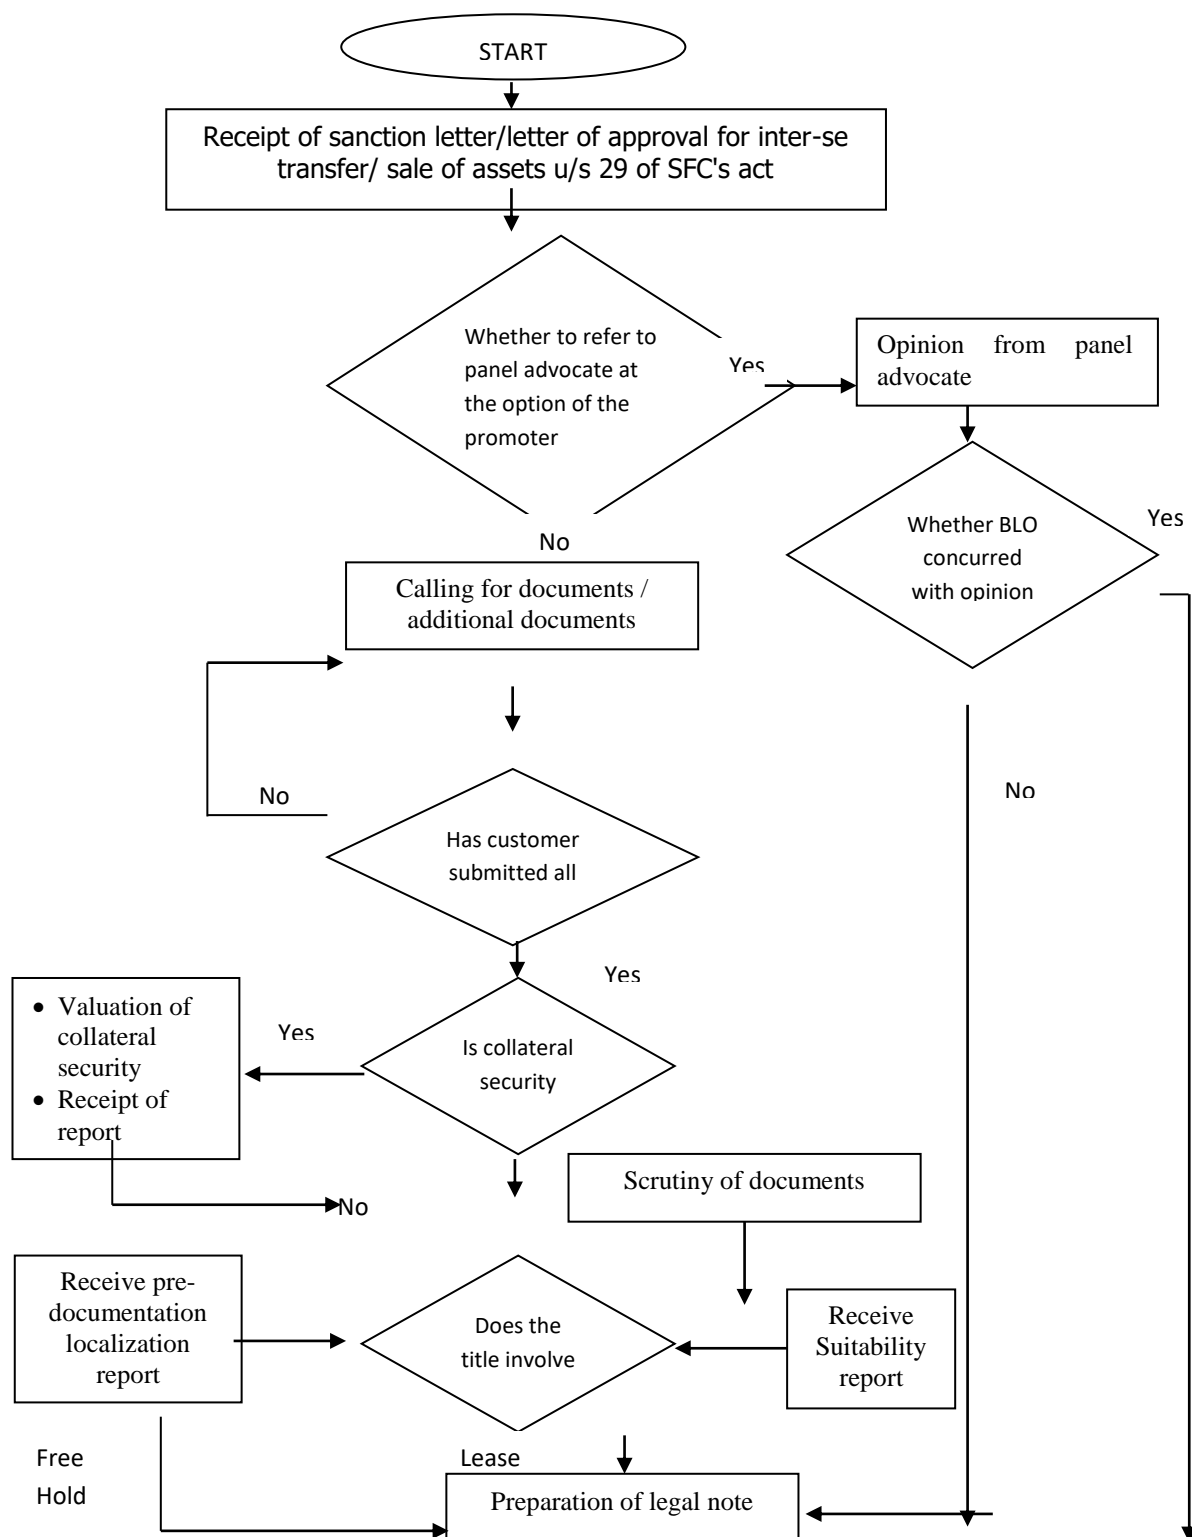 START
Receipt of sanction letter/letter of approval for inter-se
transfer/ sale of assets u/s 29 of SFC's act
Whether to refer to
panel advocate at
the option of the
promoter
Yes
Opinion from panel
advocate
Whether BLO
concurred
with opinion
Yes
No
Calling for documents /
additional documents
No
No
Has customer
submitted all
Yes
• Valuation of
collateral
security
• Receipt of
report
Yes
Is collateral
security
No
Scrutiny of documents
Receive pre-
documentation
localization
report
Does the
title involve
Receive
Suitability
report
Free
Hold
Lease
Preparation of legal note